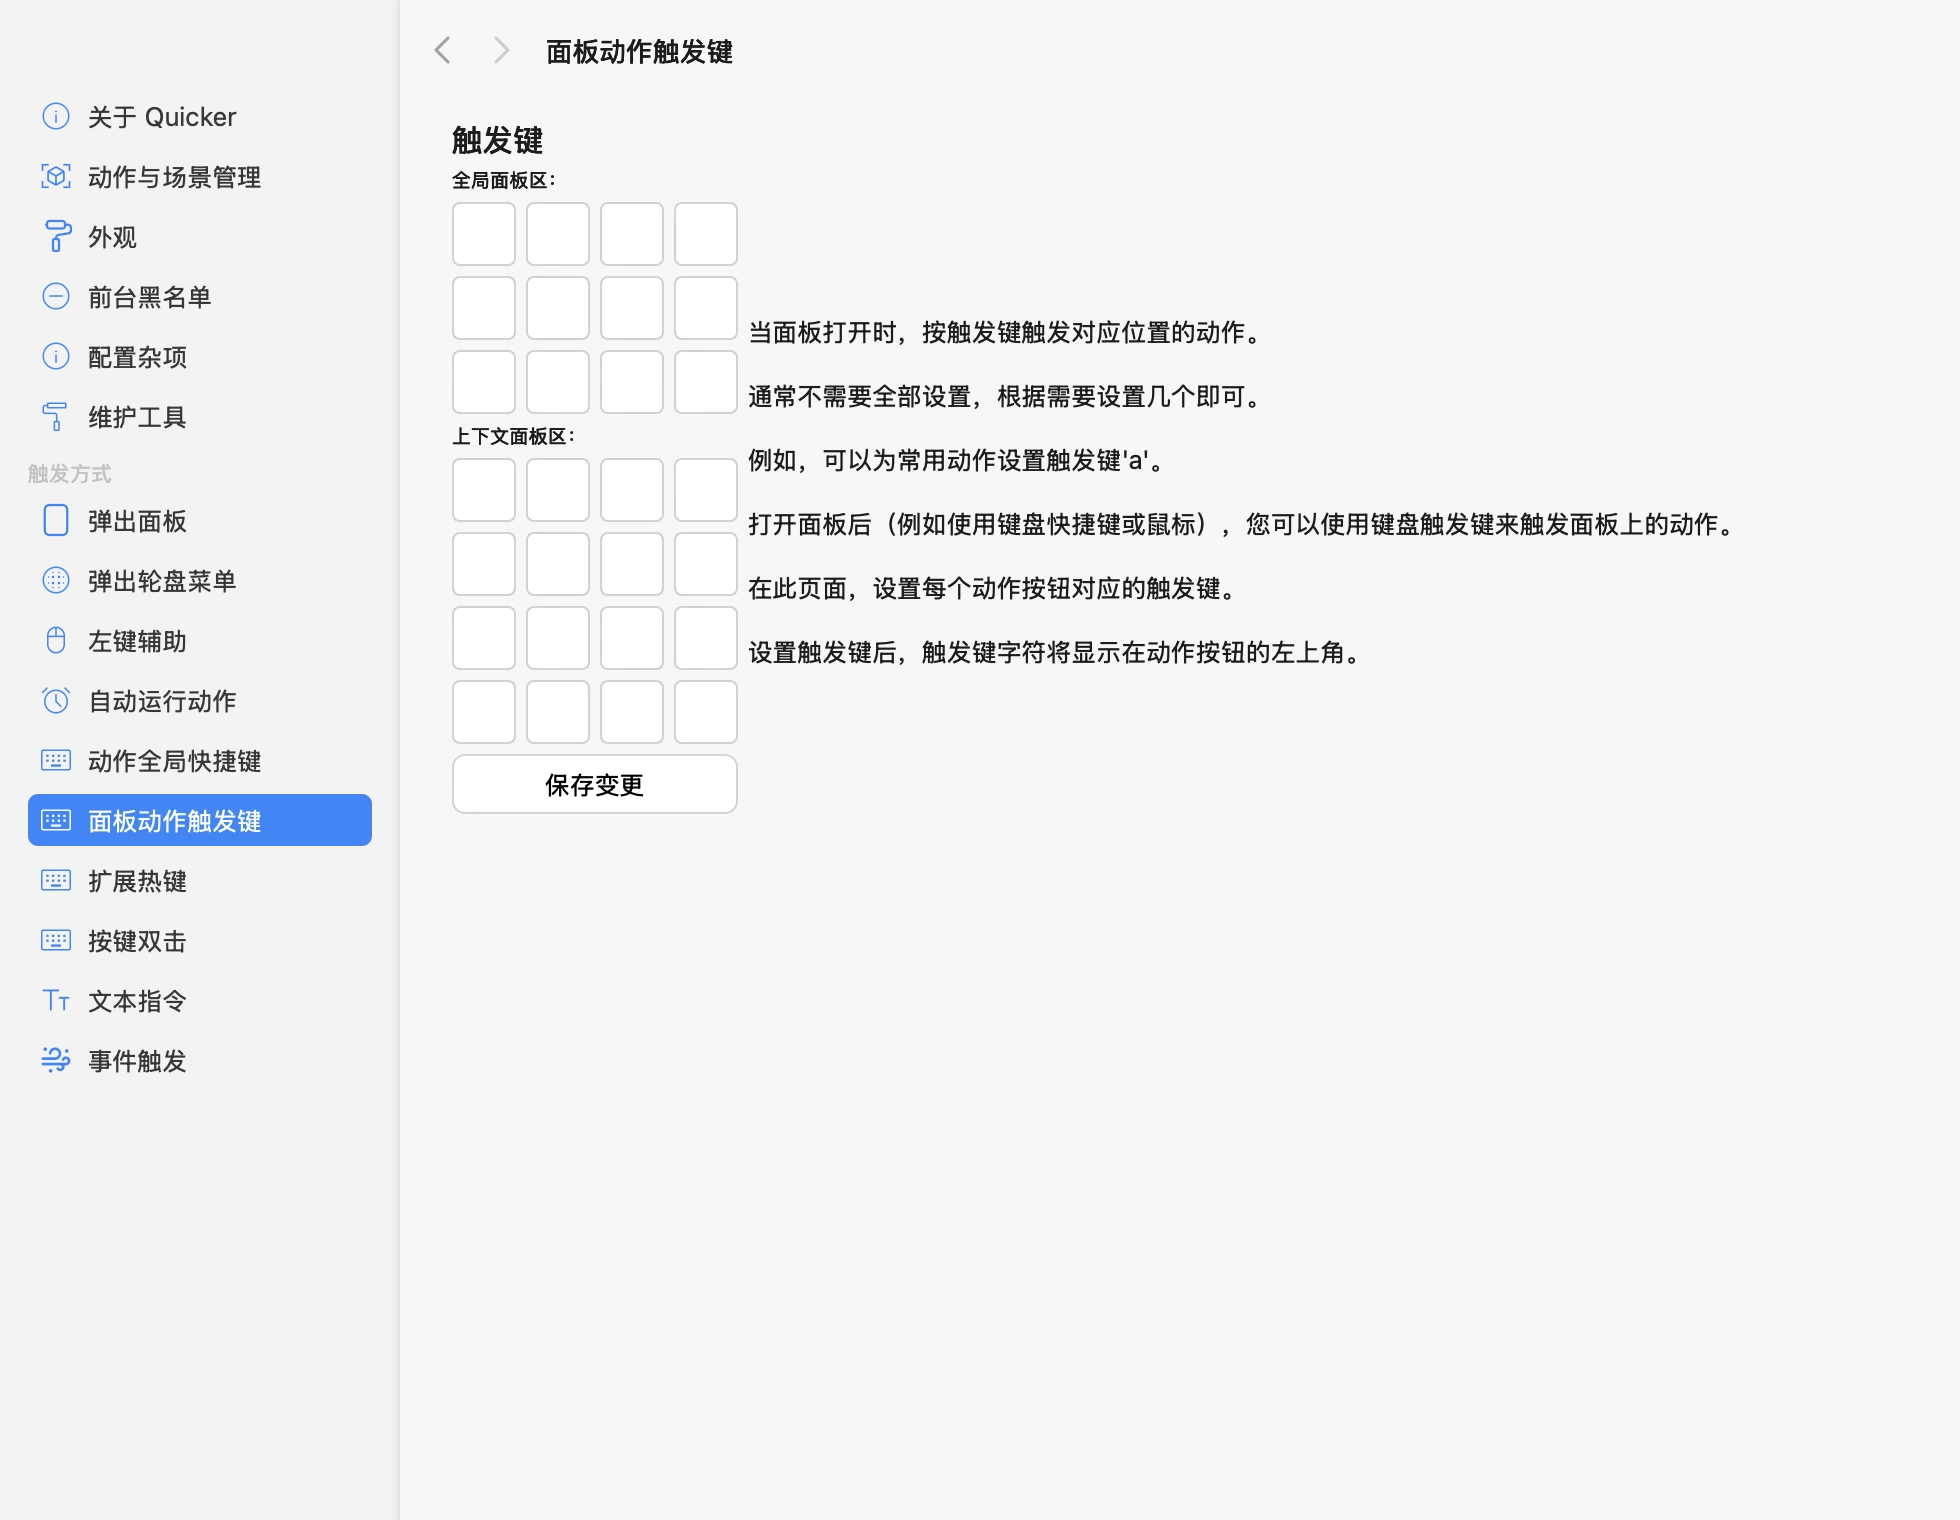 关于 Quicker
动作与场景管理
外观
前台黑名单
配置杂项
维护工具
触发方式
弹出面板
弹出轮盘菜单
左键辅助
自动运行动作
动作全局快捷键
面板动作触发键
扩展热键
按键双击
文本指令
事件触发
面板动作触发键
触发键
全局面板区：
上下文面板区：
保存变更
当面板打开时，按触发键触发对应位置的动作。
通常不需要全部设置，根据需要设置几个即可。
例如，可以为常用动作设置触发键'a'。
打开面板后（例如使用键盘快捷键或鼠标），您可以使用键盘触发键来触发面板上的动作。
在此页面，设置每个动作按钮对应的触发键。
设置触发键后，触发键字符将显示在动作按钮的左上角。